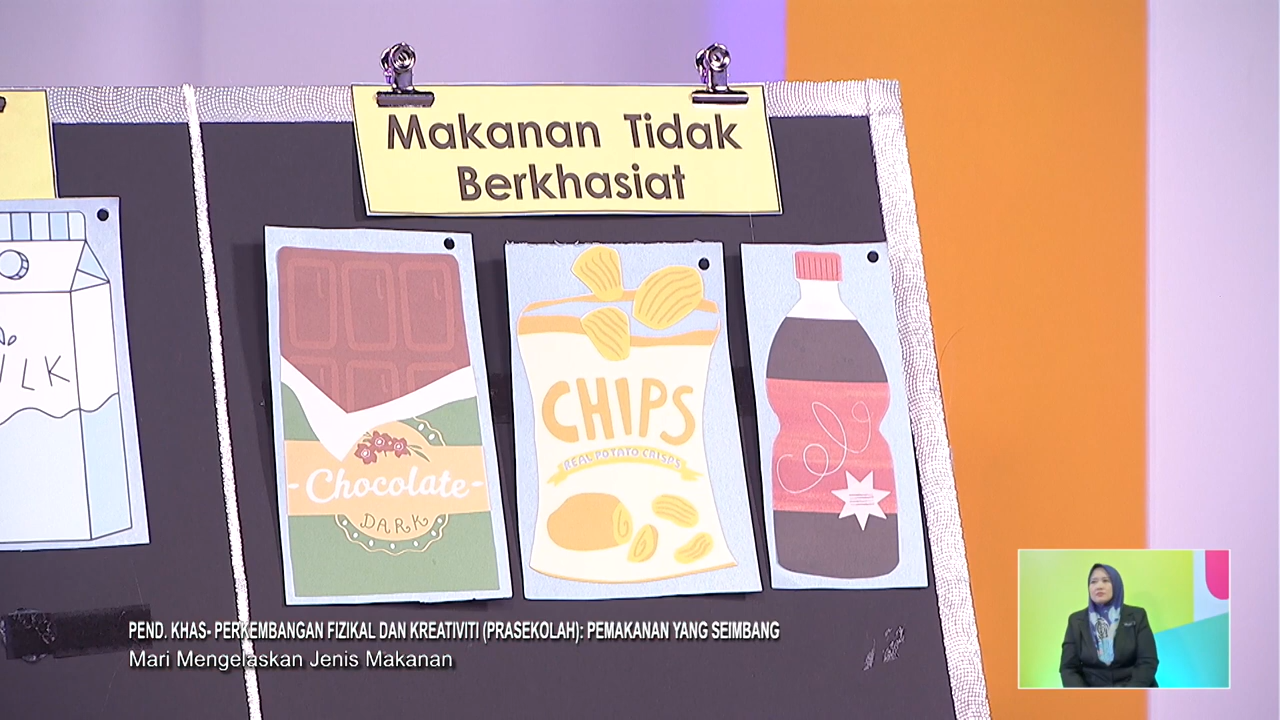 Makanan Tidak
Berkhasiat
MILK
Chocolate
DARK
CHIPS
REAL POTATO CRISPS
PEND. KHAS- PERKEMBANGAN FIZIKAL DAN KREATIVITI (PRASEKOLAH): PEMAKANAN YANG SEIMBANG
Mari Mengelaskan Jenis Makanan